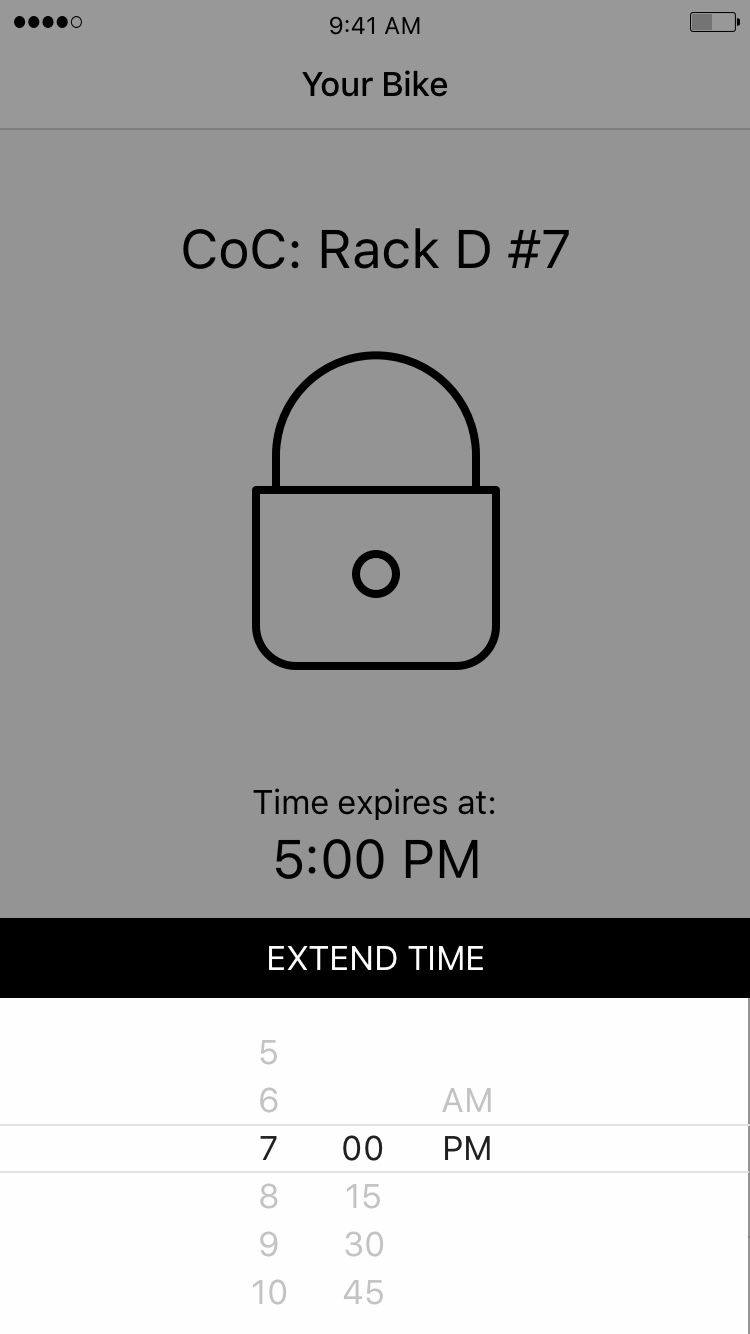 9:41 AM
Your Bike
CoC: Rack D #7
Time expires at:
5:00 PM
EXTEND TIME
5
6 AM
7 00 PM
8 15
9 30
10 45